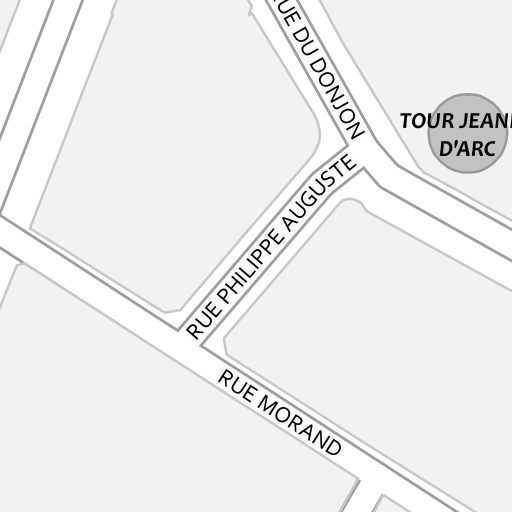 RUE DU DONJON
TOUR JEANN
D'ARC
RUE PHILIPPE AUGUSTE
RUE MORAND